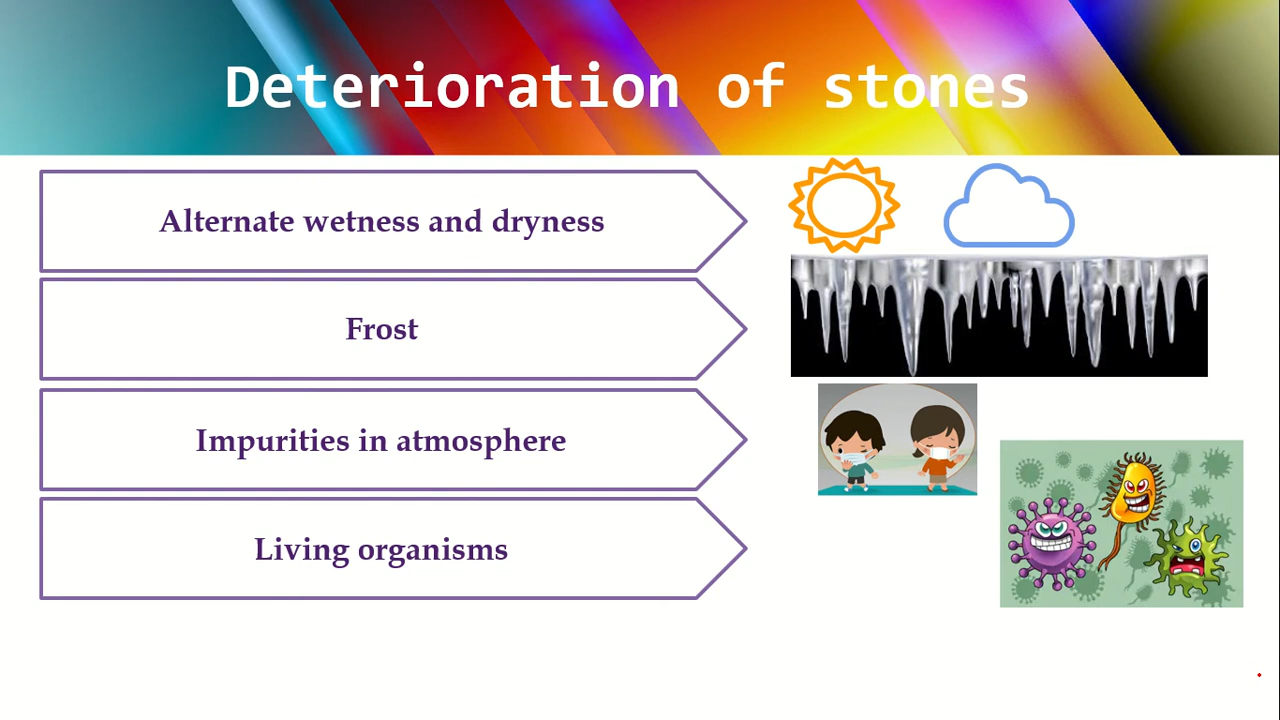 Deterioration of stones
Alternate wetness and dryness
Frost
Impurities in atmosphere
Living organisms